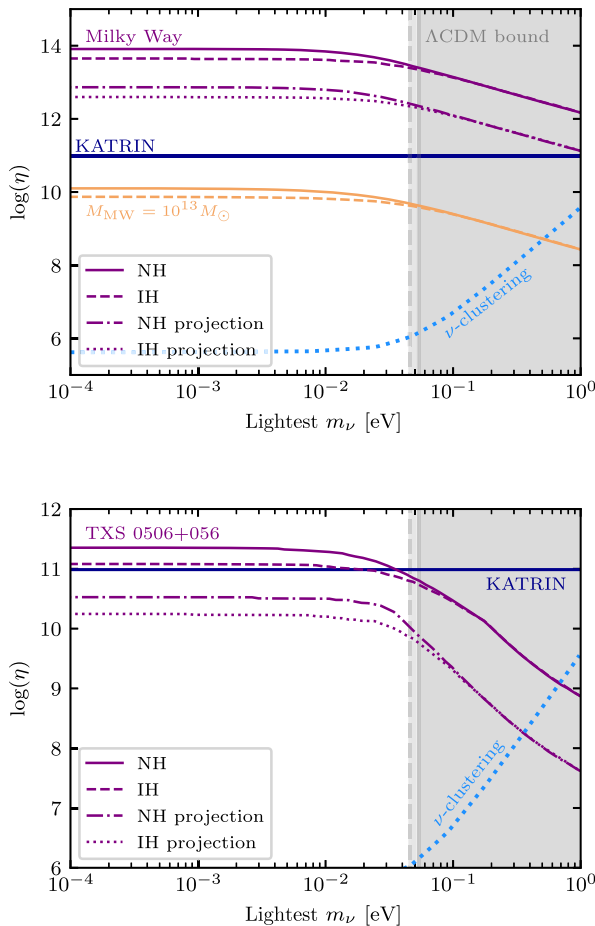 Milky Way
ΛCDM bound
KATRIN
M_MW = 10^13 M_⊙
ν-clustering
NH
IH
NH projection
IH projection
log(η)
14
12
10
8
6
10^−4 10^−3 10^−2 10^−1 10^0
Lightest m_ν [eV]
TXS 0506+056
KATRIN
ν-clustering
NH
IH
NH projection
IH projection
log(η)
12
11
10
9
8
7
6
10^−4 10^−3 10^−2 10^−1 10^0
Lightest m_ν [eV]